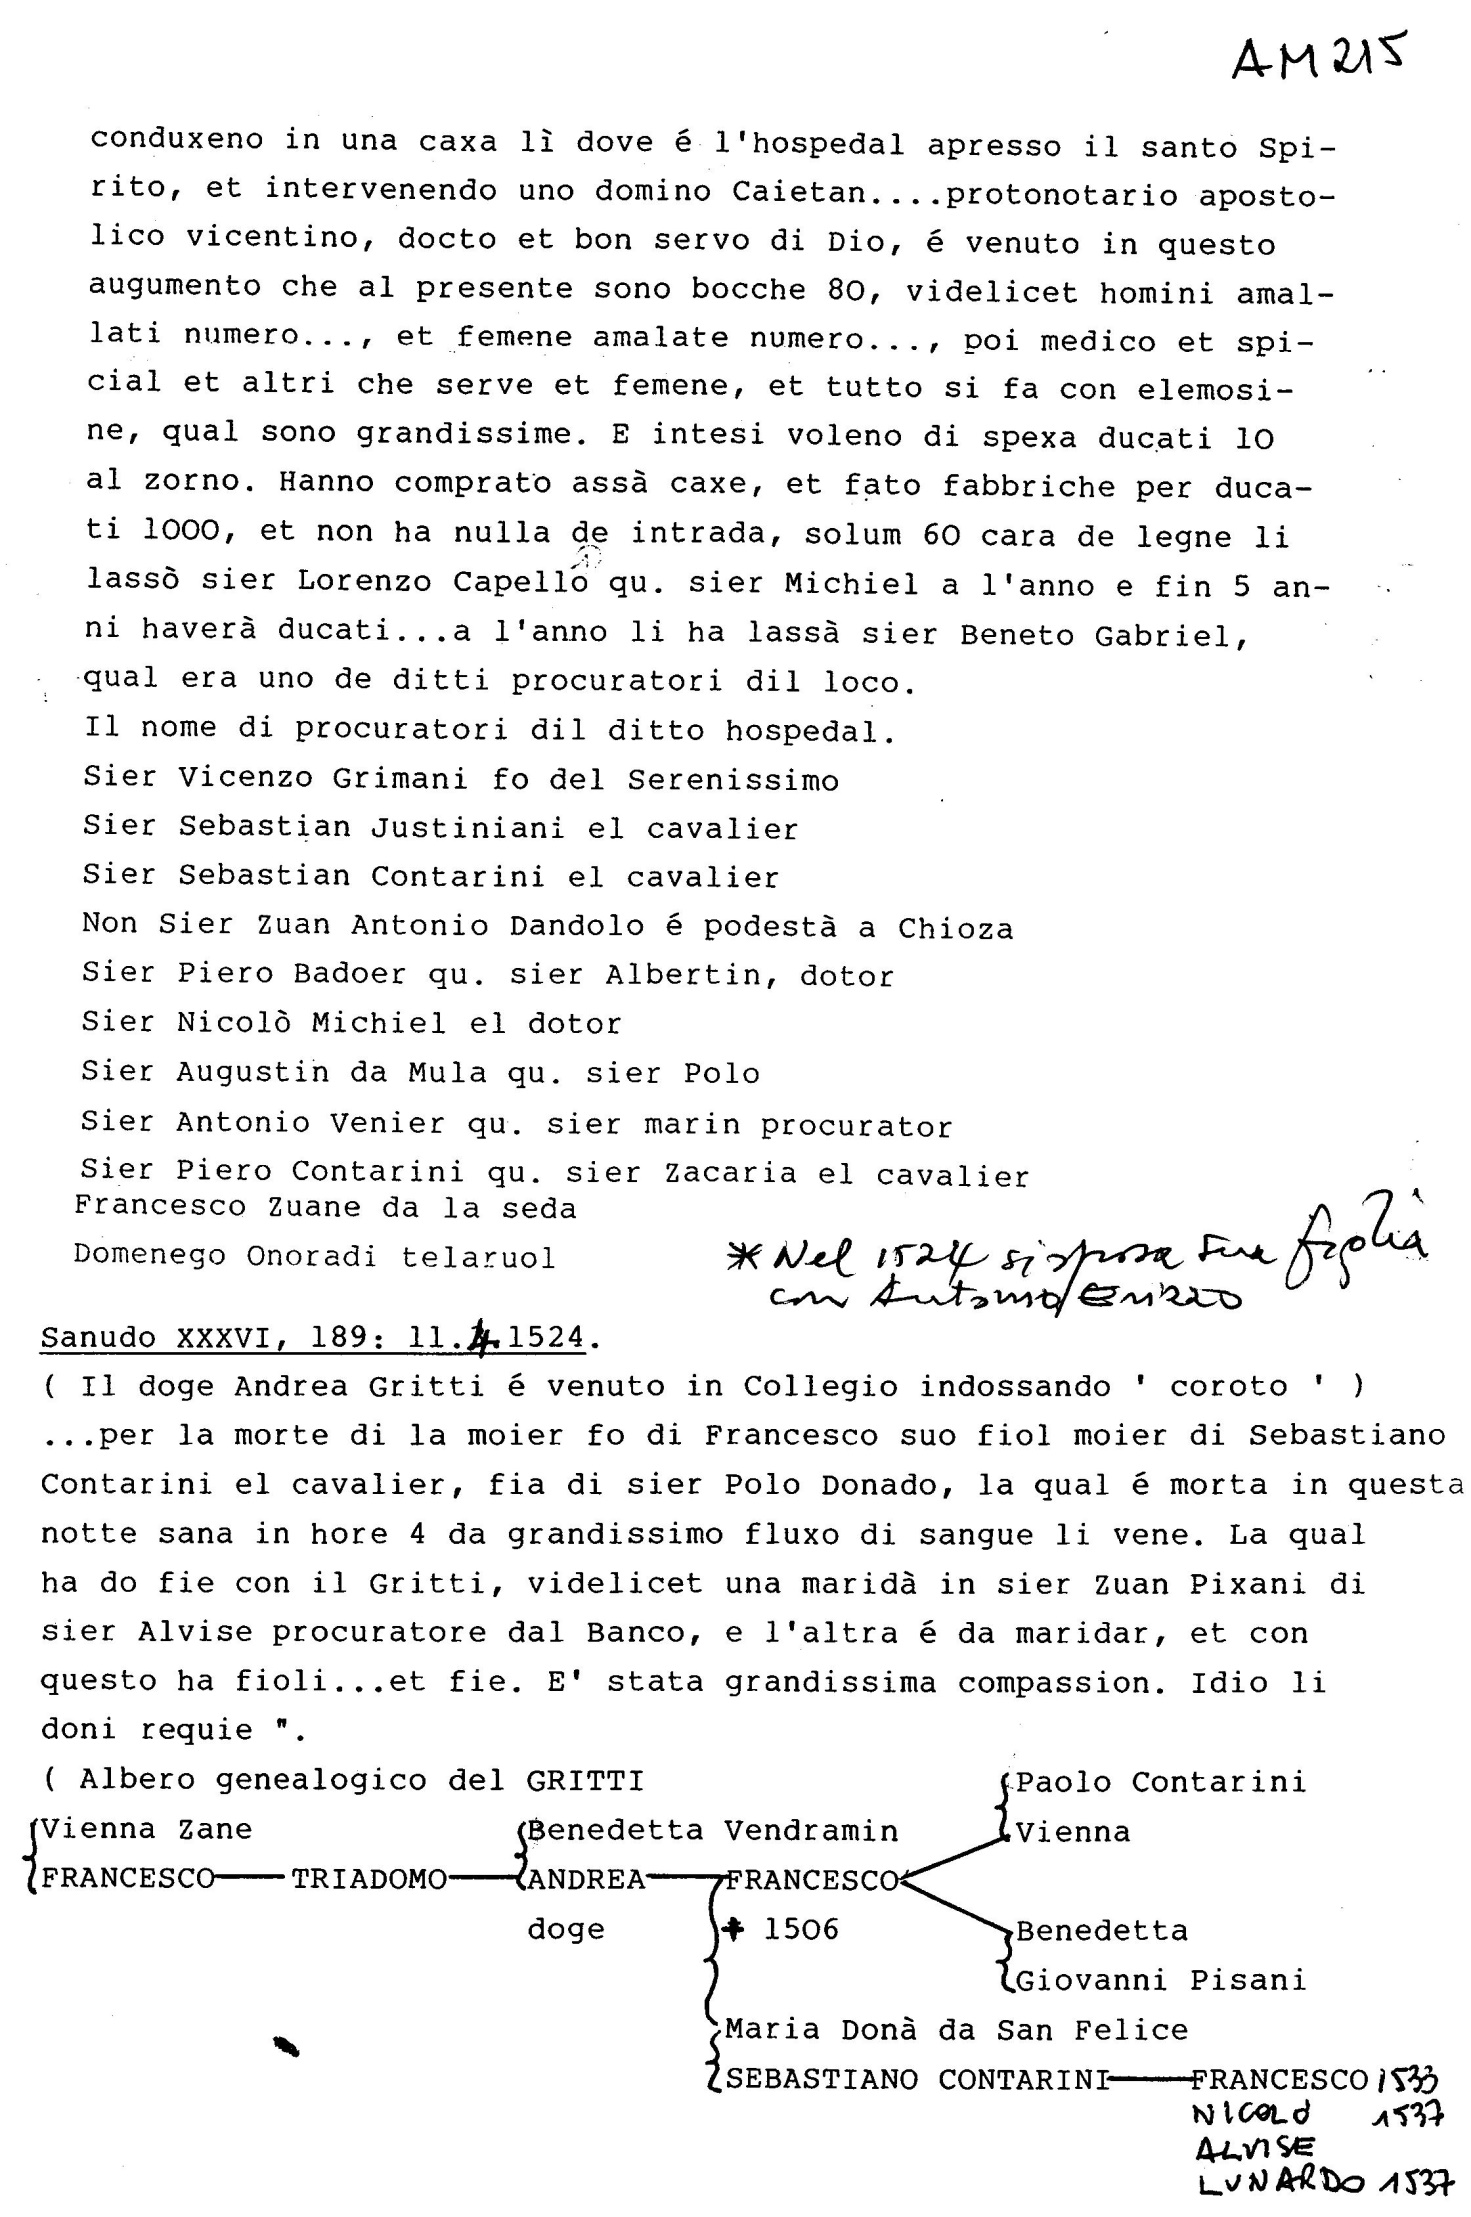 AM 215
conduxeno in una caxa lì dove é l'hospedal apresso il santo Spi-
rito, et intervenendo uno domino Caietan....protonotario aposto-
lico vicentino, docto et bon servo di Dio, é venuto in questo
augumento che al presente sono bocche 80, videlicet homini amal-
lati numero..., et femene amalate numero..., poi medico et spi-
cial et altri che serve et femene, et tutto si fa con elemosi-
ne, qual sono grandissime. E intesi voleno di spexa ducati 10
al zorno. Hanno comprato assà caxe, et fato fabbriche per duca-
ti 1000, et non ha nulla de intrada, solum 60 cara de legne li
lassò sier Lorenzo Capello qu. sier Michiel a l'anno e fin 5 an-
ni haverà ducati...a l'anno li ha lassà sier Beneto Gabriel,
qual era uno de ditti procuratori dil loco.
Il nome di procuratori dil ditto hospedal.
Sier Vicenzo Grimani fo del Serenissimo
Sier Sebastian Justiniani el cavalier
Sier Sebastian Contarini el cavalier
Non Sier Zuan Antonio Dandolo é podestà a Chioza
Sier Piero Badoer qu. sier Albertin, dotor
Sier Nicolò Michiel el dotor
Sier Augustin da Mula qu. sier Polo
Sier Antonio Venier qu. sier marin procurator
Sier Piero Contarini qu. sier Zacaria el cavalier
Francesco Zuane da la seda
Domenego Onoradi telaruol
* Nel 1524 si sposa sua figlia
con Antonio Erizzo
Sanudo XXXVI, 189: 11.4.1524.
( Il doge Andrea Gritti é venuto in Collegio indossando ' coroto ' )
...per la morte di la moier fo di Francesco suo fiol moier di Sebastiano
Contarini el cavalier, fia di sier Polo Donado, la qual é morta in questa
notte sana in hore 4 da grandissimo fluxo di sangue li vene. La qual
ha do fie con il Gritti, videlicet una maridà in sier Zuan Pixani di
sier Alvise procuratore dal Banco, e l'altra é da maridar, et con
questo ha fioli...et fie. E' stata grandissima compassion. Idio li
doni requie ".
( Albero genealogico del GRITTI
Paolo Contarini
Vienna Zane Benedetta Vendramin Vienna
FRANCESCO TRIADOMO ANDREA FRANCESCO
doge + 1506 Benedetta
Giovanni Pisani
Maria Donà da San Felice
SEBASTIANO CONTARINI FRANCESCO 1533
NICOLÒ 1537
ALVISE
LUNARDO 1537